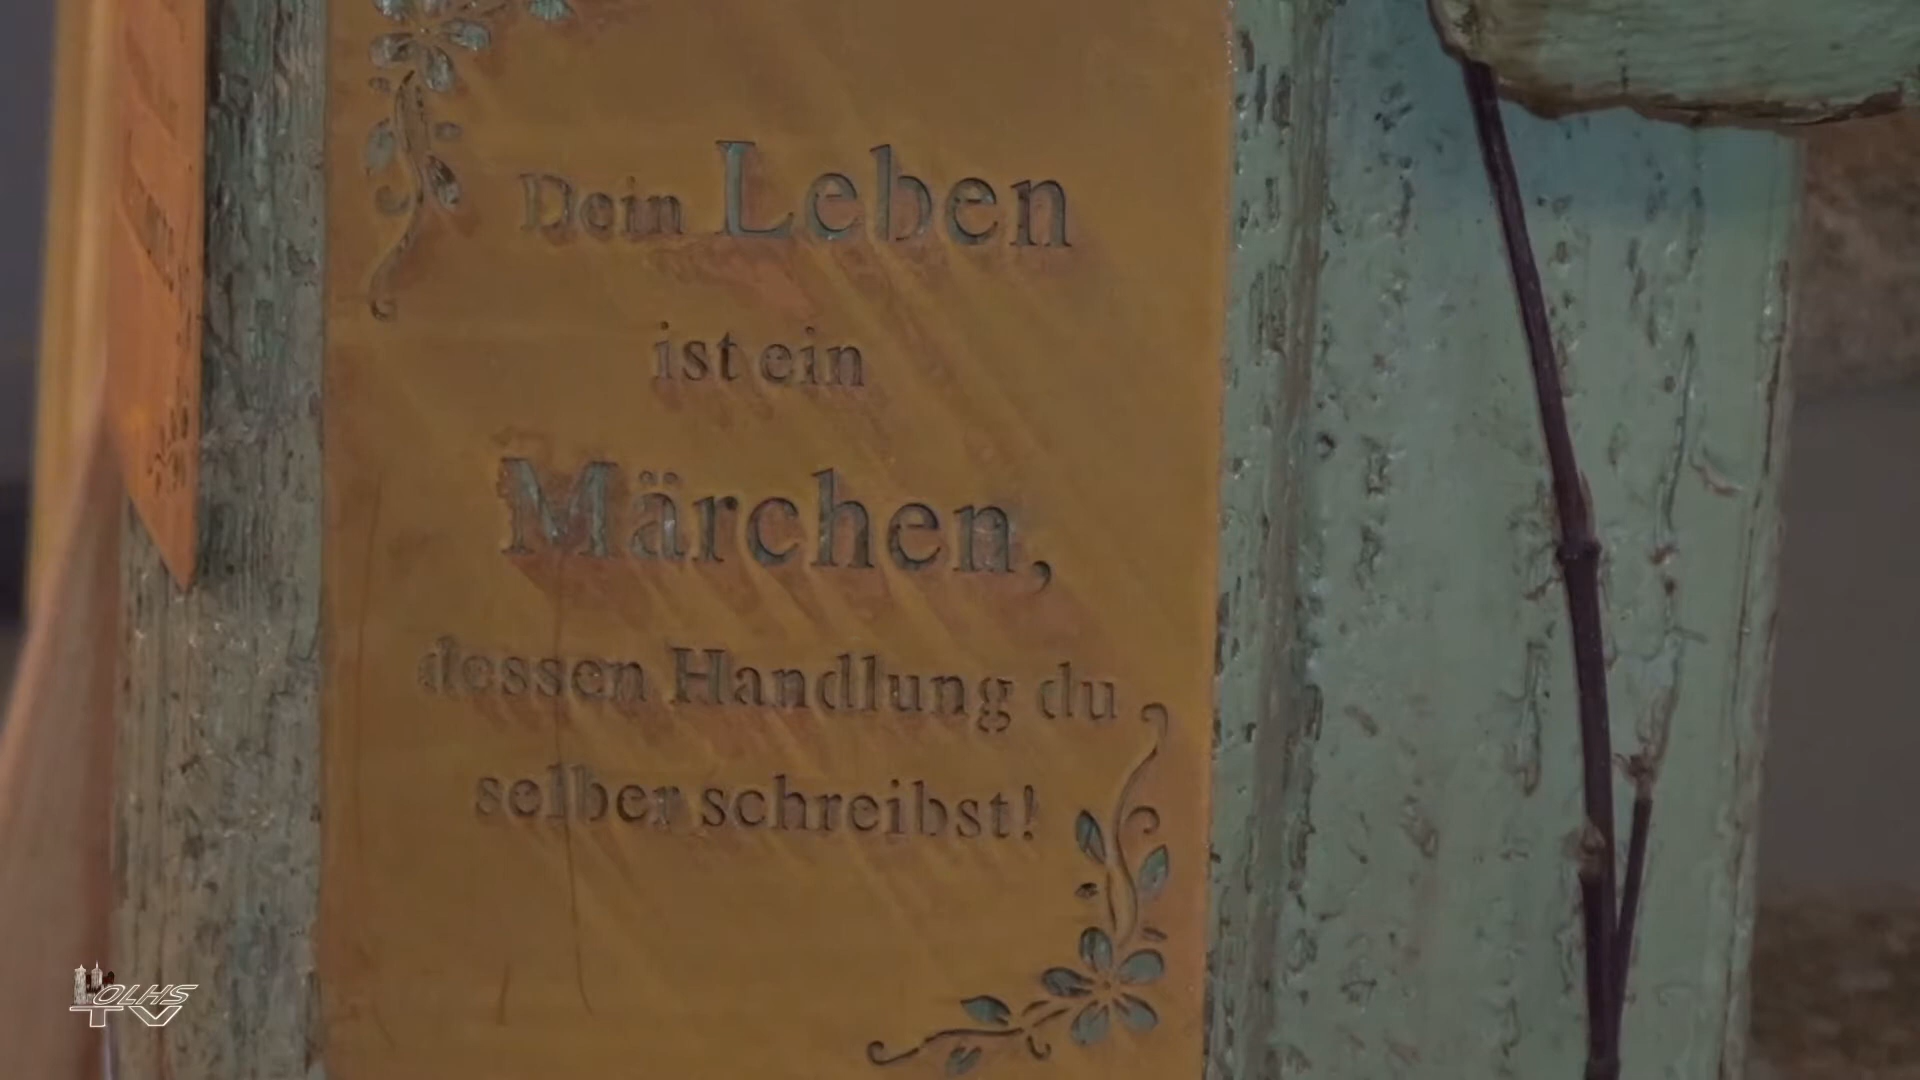 Dein Leben
ist ein
Märchen,
dessen Handlung du
selber schreibst!
OLHS
TV